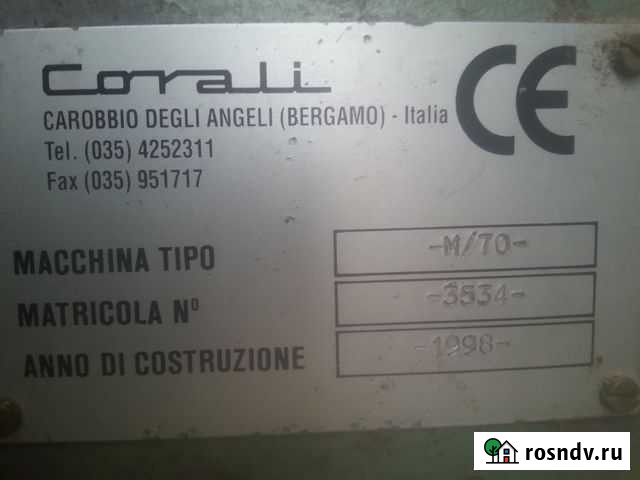 Corali
CE
CAROBBIO DEGLI ANGELI (BERGAMO) - Italia
Tel. (035) 4252311
Fax (035) 951717
MACCHINA TIPO -M/70-
MATRICOLA Nº -3534-
ANNO DI COSTRUZIONE -1998-
rosndv.ru